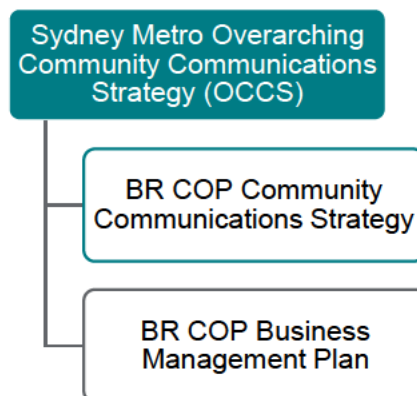 Sydney Metro Overarching
Community Communications
Strategy (OCCS)
BR COP Community
Communications Strategy
BR COP Business
Management Plan